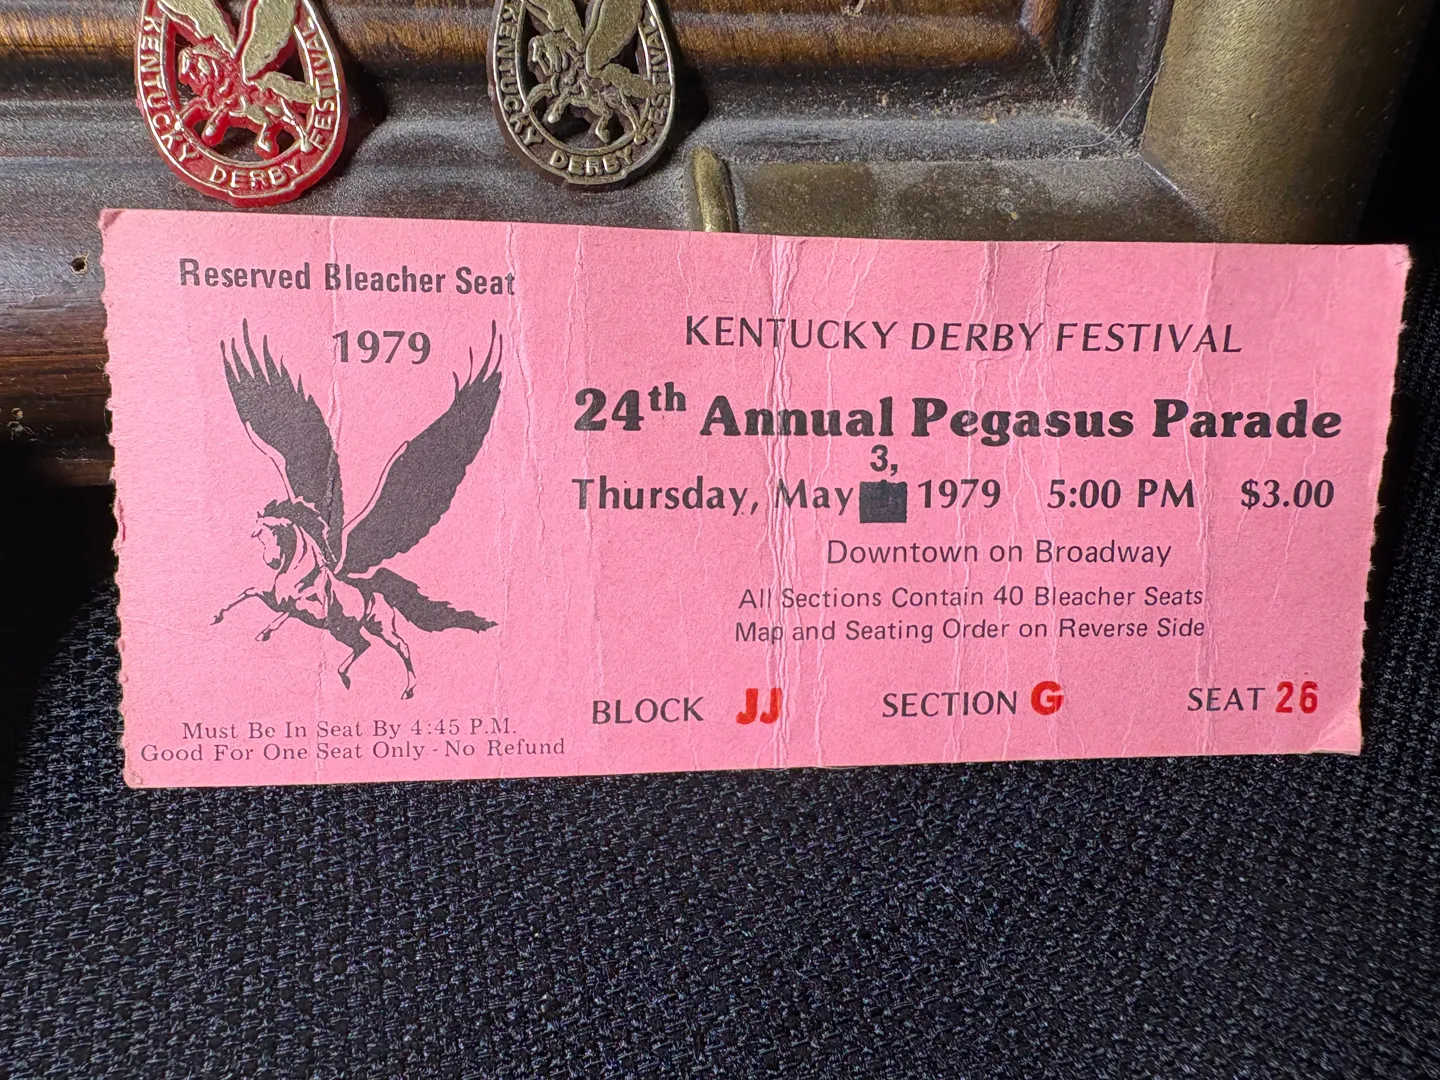 KENTUCKY DERBY FESTIVAL
KENTUCKY DERBY FESTIVAL
Reserved Bleacher Seat
1979
KENTUCKY DERBY FESTIVAL
24th Annual Pegasus Parade
3,
Thursday, May 1979 5:00 PM $3.00
Downtown on Broadway
All Sections Contain 40 Bleacher Seats
Map and Seating Order on Reverse Side
BLOCK JJ SECTION G SEAT 26
Must Be In Seat By 4:45 P.M.
Good For One Seat Only - No Refund